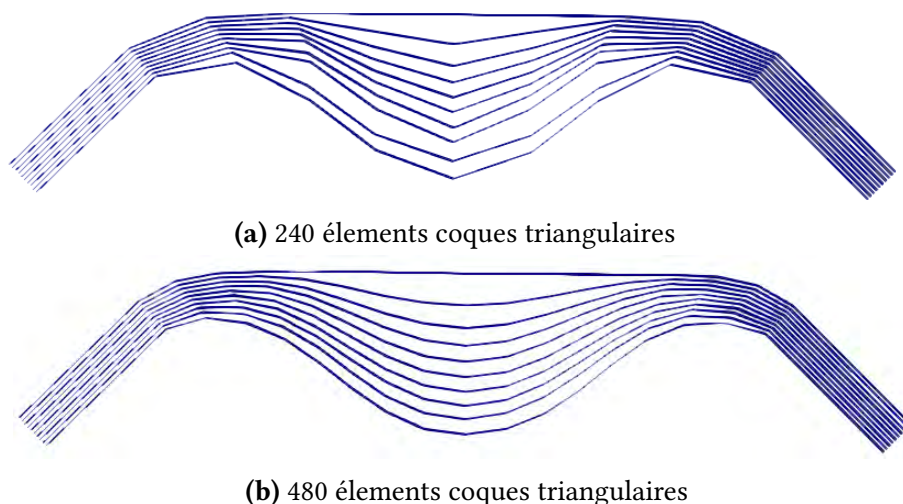 (a) 240 élements coques triangulaires
(b) 480 élements coques triangulaires